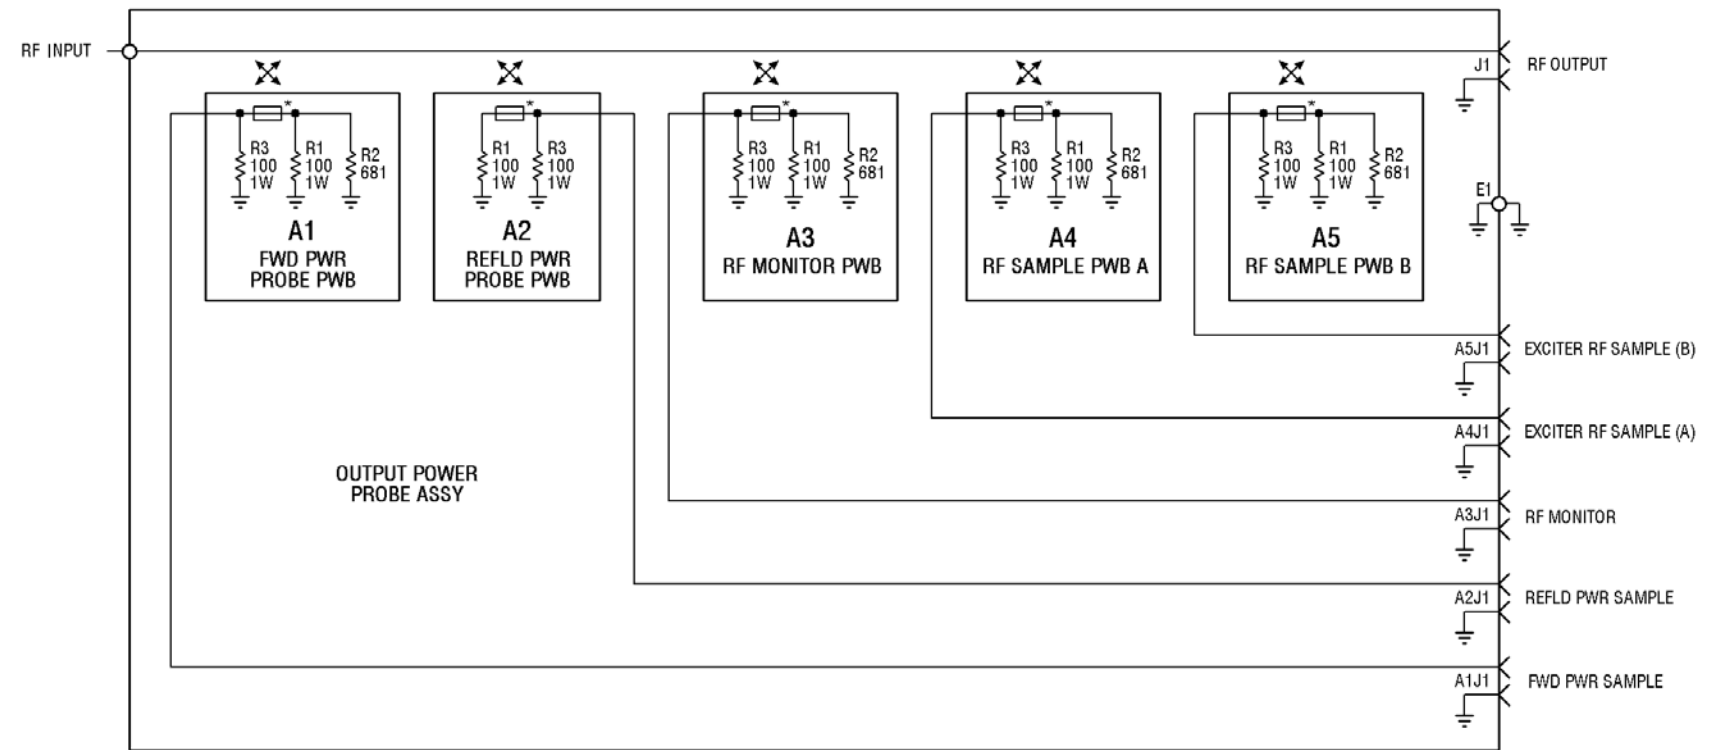 RF INPUT
J1 RF OUTPUT
*
R3 100 1W
R1 100 1W
R2 681
A1
FWD PWR
PROBE PWB
*
R1 100 1W
R3 100 1W
A2
REFLD PWR
PROBE PWB
*
R3 100 1W
R1 100 1W
R2 681
A3
RF MONITOR PWB
*
R3 100 1W
R1 100 1W
R2 681
A4
RF SAMPLE PWB A
*
R3 100 1W
R1 100 1W
R2 681
A5
RF SAMPLE PWB B
E1
A5J1 EXCITER RF SAMPLE (B)
A4J1 EXCITER RF SAMPLE (A)
OUTPUT POWER
PROBE ASSY
A3J1 RF MONITOR
A2J1 REFLD PWR SAMPLE
A1J1 FWD PWR SAMPLE